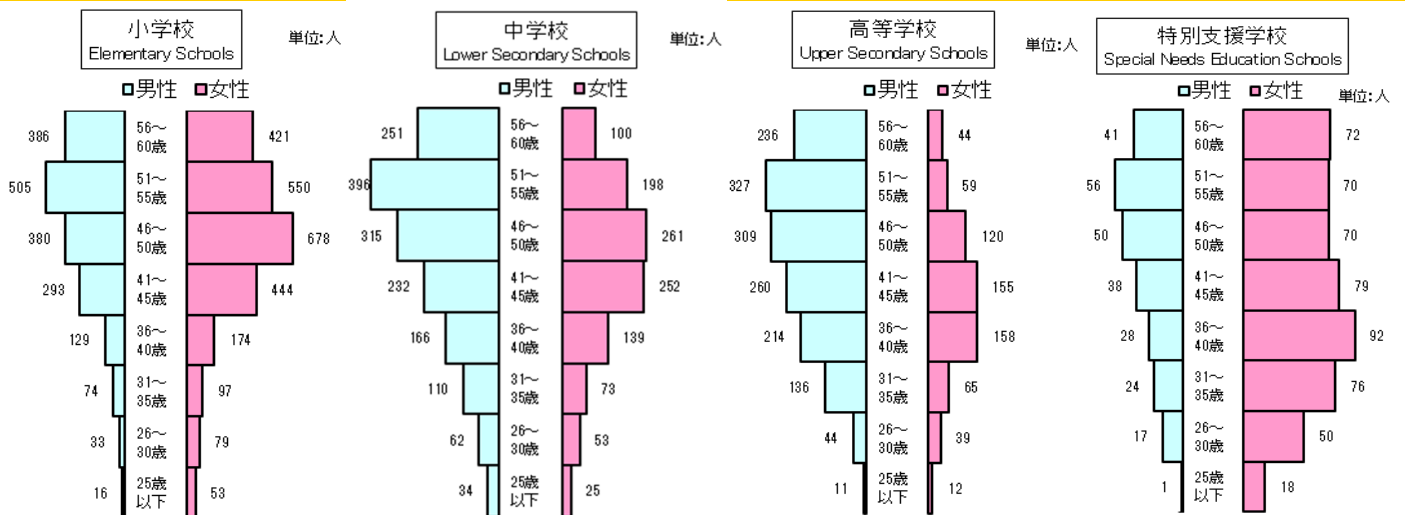 小学校
Elementary Schools
単位:人
男性 女性
386 56～60歳 421
505 51～55歳 550
380 46～50歳 678
293 41～45歳 444
129 36～40歳 174
74 31～35歳 97
33 26～30歳 79
16 25歳以下 53
中学校
Lower Secondary Schools
単位:人
男性 女性
251 56～60歳 100
396 51～55歳 198
315 46～50歳 261
232 41～45歳 252
166 36～40歳 139
110 31～35歳 73
62 26～30歳 53
34 25歳以下 25
高等学校
Upper Secondary Schools
単位:人
男性 女性
236 56～60歳 44
327 51～55歳 59
309 46～50歳 120
260 41～45歳 155
214 36～40歳 158
136 31～35歳 65
44 26～30歳 39
11 25歳以下 12
特別支援学校
Special Needs Education Schools
男性 女性
単位:人
41 56～60歳 72
56 51～55歳 70
50 46～50歳 70
38 41～45歳 79
28 36～40歳 92
24 31～35歳 76
17 26～30歳 50
1 25歳以下 18